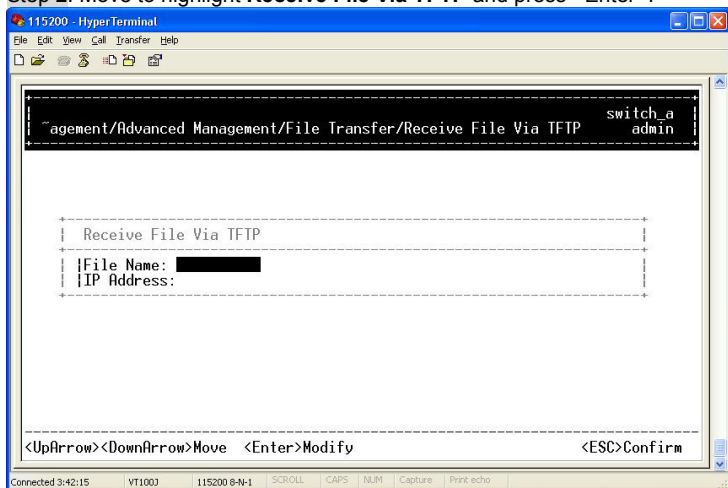 Step 2. Move to highlight Receive File Via TFTP and press "Enter".
115200 - HyperTerminal
File Edit View Call Transfer Help
switch_a
~agement/Advanced Management/File Transfer/Receive File Via TFTP admin
Receive File Via TFTP
|File Name:
|IP Address:
<UpArrow><DownArrow>Move <Enter>Modify <ESC>Confirm
Connected 3:42:15 VT100J 115200 8-N-1 SCROLL CAPS NUM Capture Print echo